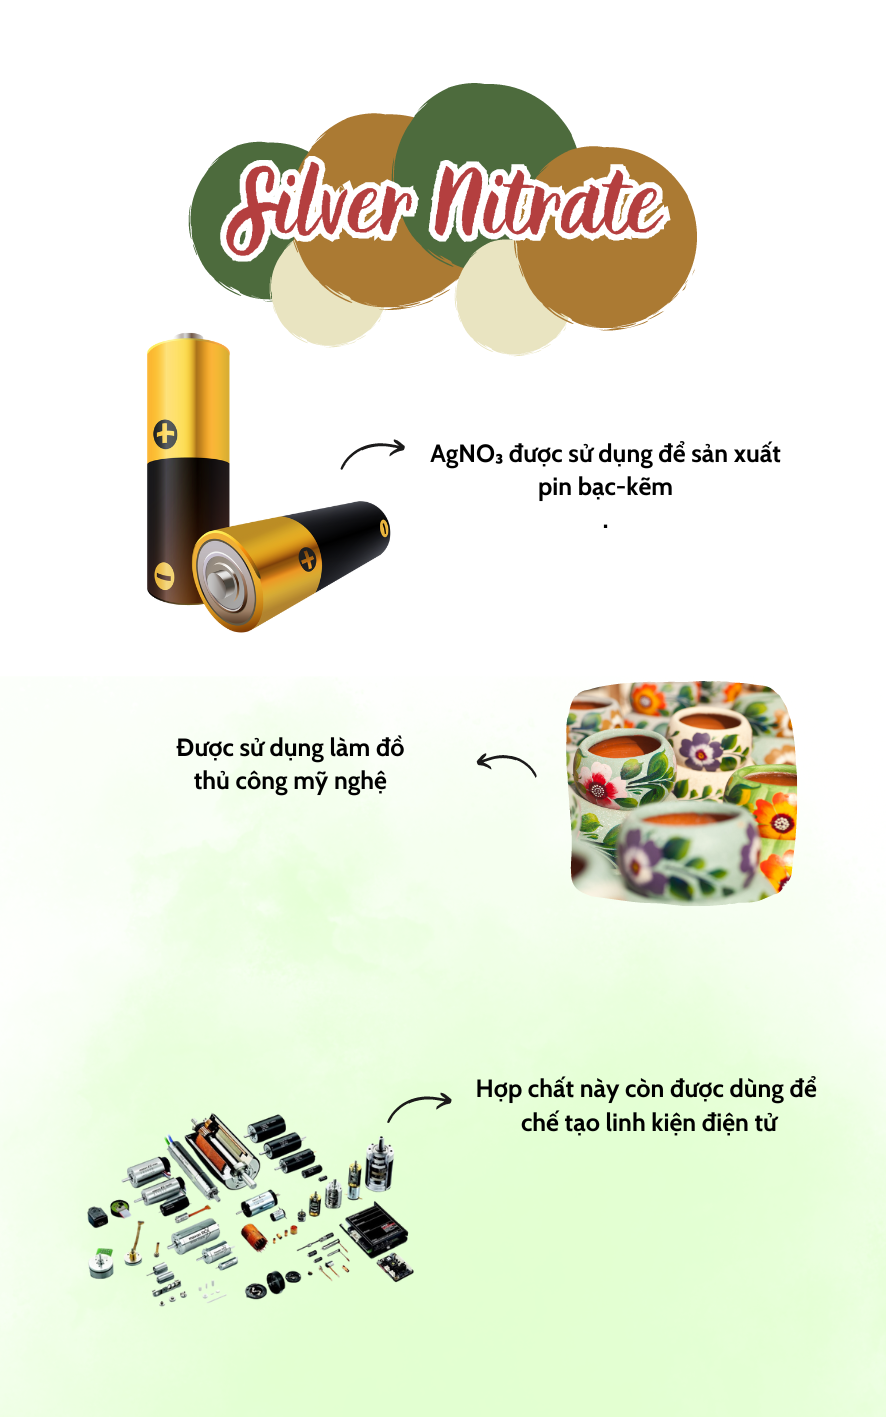 Silver Nitrate
AgNO₃ được sử dụng để sản xuất
pin bạc-kẽm
.
Được sử dụng làm đồ
thủ công mỹ nghệ
Hợp chất này còn được dùng để
chế tạo linh kiện điện tử